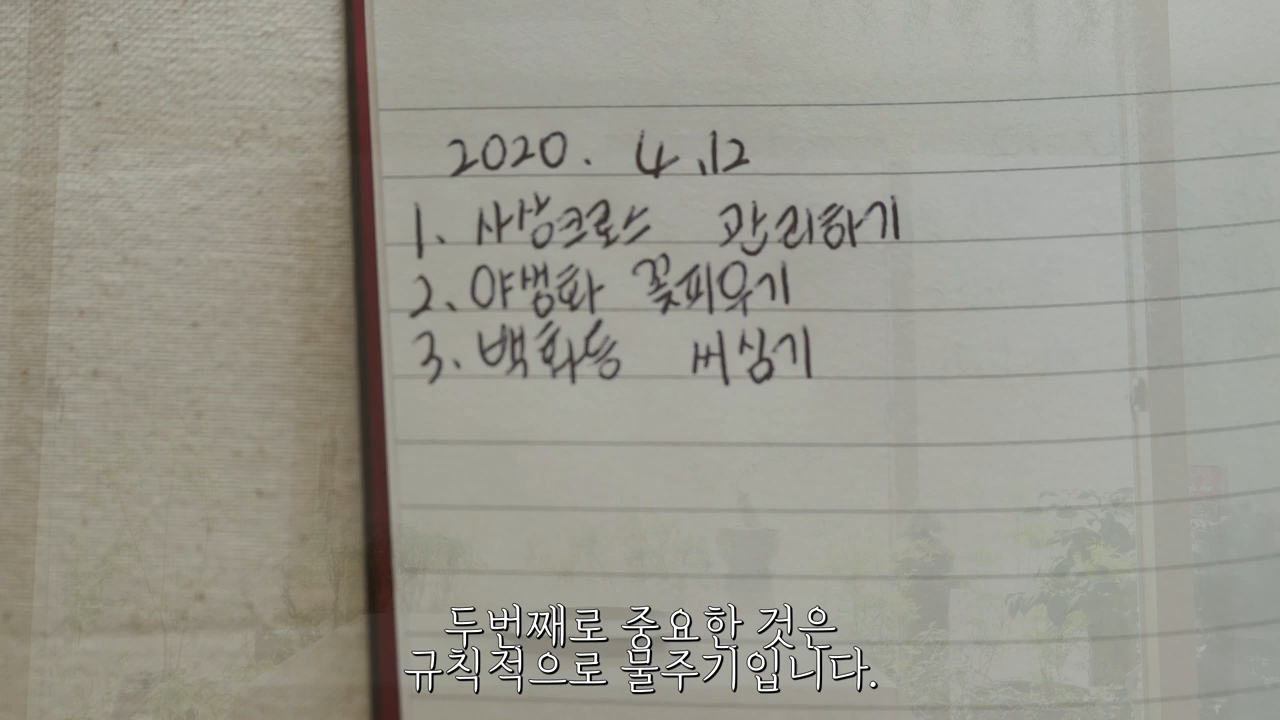 2020. 4.12
1. 사상크로스 관리하기
2. 야생화 꽃피우기
3. 백화등 써심기
두번째로 중요한 것은
규칙적으로 물주기입니다.